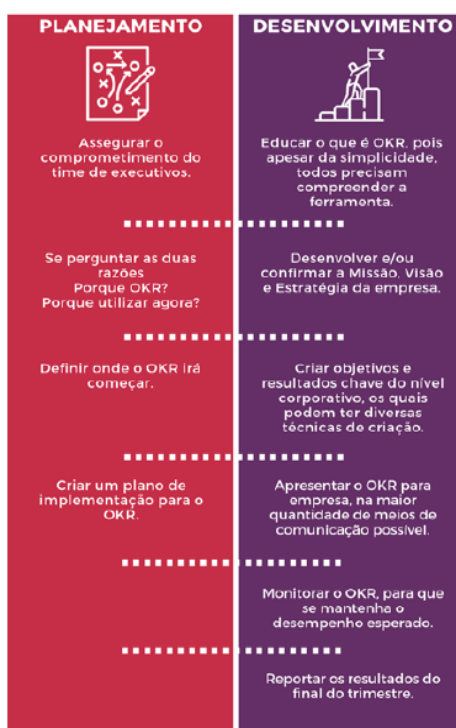 PLANEJAMENTO
Assegurar o
comprometimento do
time de executivos.
Se perguntar as duas
razões
Porque OKR?
Porque utilizar agora?
Definir onde o OKR irá
começar.
Criar um plano de
implementação para o
OKR.
DESENVOLVIMENTO
Educar o que é OKR, pois
apesar da simplicidade,
todos precisam
compreender a
ferramenta.
Desenvolver e/ou
confirmar a Missão, Visão
e Estratégia da empresa.
Criar objetivos e
resultados chave do nível
corporativo, os quais
podem ter diversas
técnicas de criação.
Apresentar o OKR para
empresa, na maior
quantidade de meios de
comunicação possível.
Monitorar o OKR, para que
se mantenha o
desempenho esperado.
Reportar os resultados do
final do trimestre.